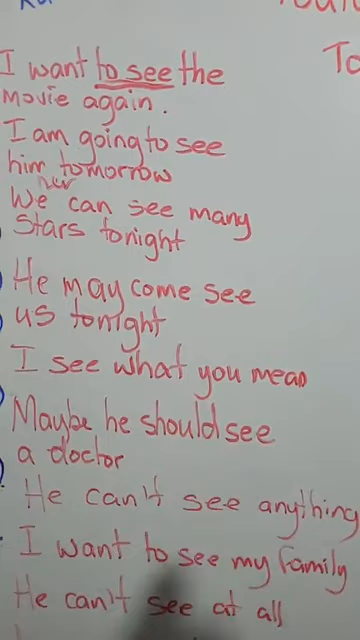 I want to see the
To
movie again.
I am going to see
him tomorrow
her
We can see many
Stars tonight
He may come see
us tonight
I see what you mean
Maybe he should see
a doctor
He can't see anything
I want to see my family
He can't see at all